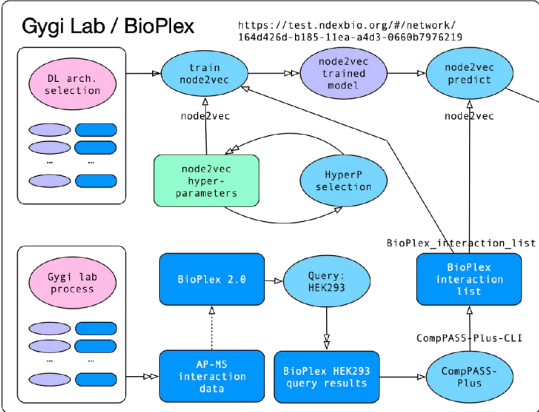 Gygi Lab / BioPlex
https://test.ndexbio.org/#/network/
164d426d-b185-11ea-a4d3-0660b7976219
DL arch.
selection
...
...
train
node2vec
node2vec
trained
model
node2vec
predict
node2vec
node2vec
node2vec
hyper-
parameters
HyperP
selection
BioPlex_interaction_list
Gygi lab
process
...
...
BioPlex 2.0
Query:
HEK293
BioPlex
interaction
list
CompPASS-Plus-CLI
AP-MS
interaction
data
BioPlex HEK293
query results
CompPASS-
Plus